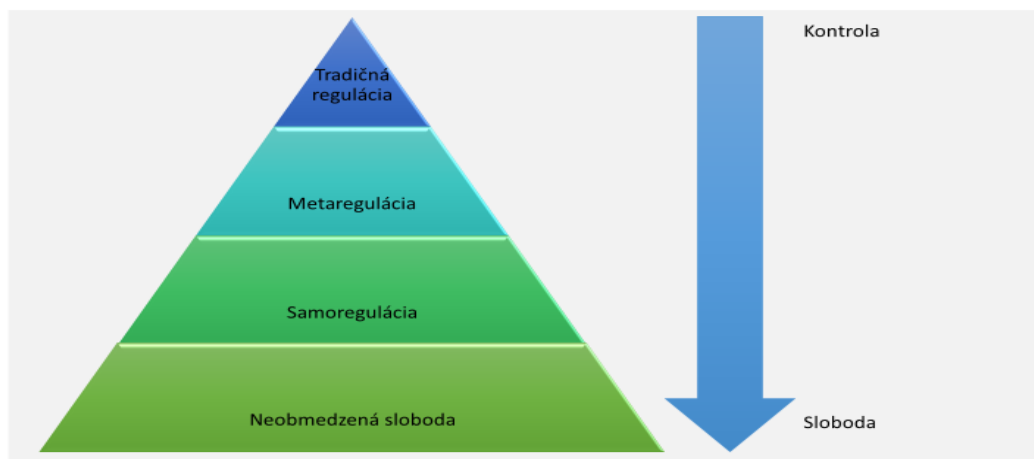 Tradičná
regulácia
Metaregulácia
Samoregulácia
Neobmedzená sloboda
Kontrola
Sloboda